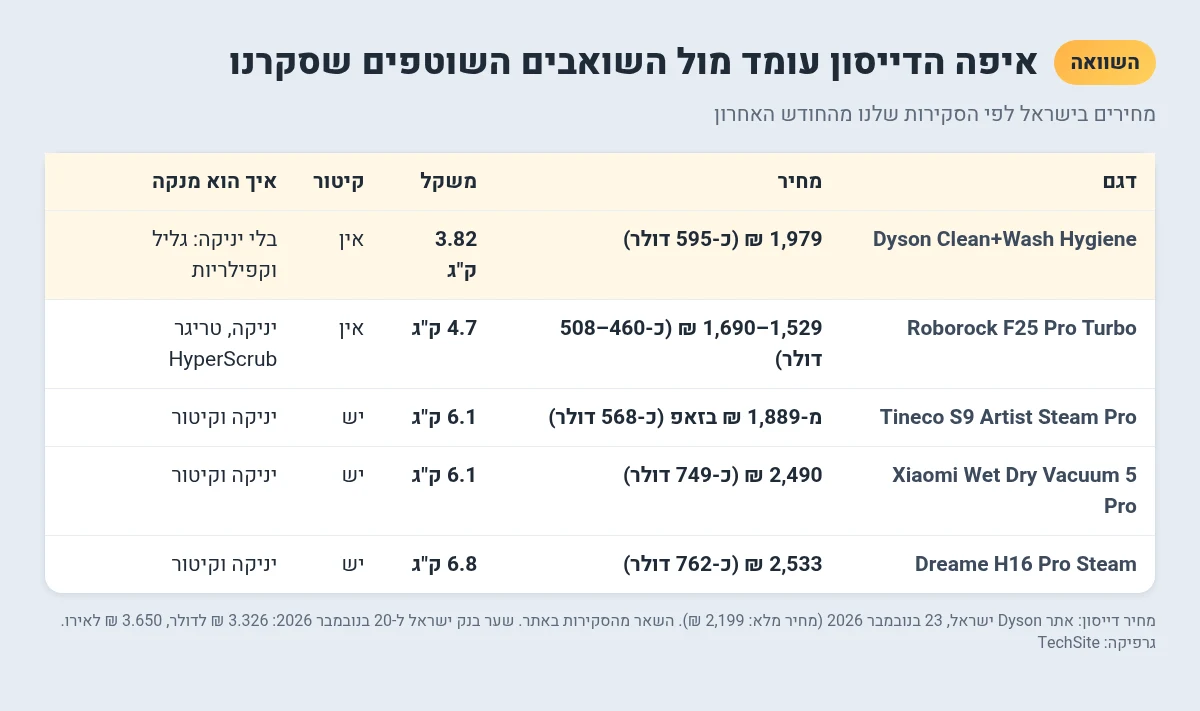 השוואה
איפה הדייסון עומד מול השואבים השוטפים שסקרנו
מחירים בישראל לפי הסקירות שלנו מהחודש האחרון
דגם מחיר משקל קיטור איך הוא מנקה
Dyson Clean+Wash Hygiene 1,979 ₪ (כ-595 דולר) 3.82 אין בלי יניקה: גליל
ק"ג וקפילריות
Roborock F25 Pro Turbo 1,529–1,690 ₪ (כ-460–508 4.7 ק"ג אין יניקה, טריגר
דולר) HyperScrub
Tineco S9 Artist Steam Pro מ-1,889 ₪ בזאפ (כ-568 דולר) 6.1 ק"ג יש יניקה וקיטור
Xiaomi Wet Dry Vacuum 5 2,490 ₪ (כ-749 דולר) 6.1 ק"ג יש יניקה וקיטור
Pro
Dreame H16 Pro Steam 2,533 ₪ (כ-762 דולר) 6.8 ק"ג יש יניקה וקיטור
מחיר דייסון: אתר Dyson ישראל, 23 בנובמבר 2026 (מחיר מלא: 2,199 ₪). השאר מהסקירות באתר. שער בנק ישראל ל-20 בנובמבר 2026: 3.326 ₪ לדולר, 3.650 ₪ לאירו.
גרפיקה: TechSite